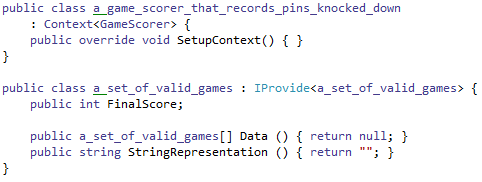 public class a_game_scorer_that_records_pins_knocked_down
    : Context<GameScorer> {
    public override void SetupContext() { }
}

public class a_set_of_valid_games : IProvide<a_set_of_valid_games> {
    public int FinalScore;

    public a_set_of_valid_games[] Data () { return null; }
    public string StringRepresentation () { return ""; }
}